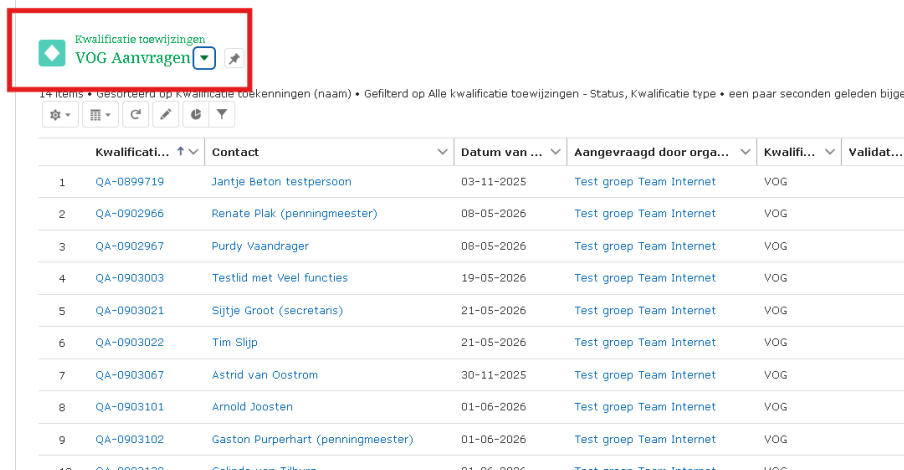 Kwalificatie toewijzingen
VOG Aanvragen
14 items • Gesorteerd op Kwalificatie toekenningen (naam) • Gefilterd op Alle kwalificatie toewijzingen - Status, Kwalificatie type • een paar seconden geleden bijge
Kwalificati... Contact Datum van ... Aangevraagd door orga... Kwalifi... Validat...
1 QA-0899719 Jantje Beton testpersoon 03-11-2025 Test groep Team Internet VOG
2 QA-0902966 Renate Plak (penningmeester) 08-05-2026 Test groep Team Internet VOG
3 QA-0902967 Purdy Vaandrager 08-05-2026 Test groep Team Internet VOG
4 QA-0903003 Testlid met Veel functies 19-05-2026 Test groep Team Internet VOG
5 QA-0903021 Sijtje Groot (secretaris) 21-05-2026 Test groep Team Internet VOG
6 QA-0903022 Tim Slijp 21-05-2026 Test groep Team Internet VOG
7 QA-0903067 Astrid van Oostrom 30-11-2025 Test groep Team Internet VOG
8 QA-0903101 Arnold Joosten 01-06-2026 Test groep Team Internet VOG
9 QA-0903102 Gaston Purperhart (penningmeester) 01-06-2026 Test groep Team Internet VOG
01-06-2026 Test groep Team Internet VOG